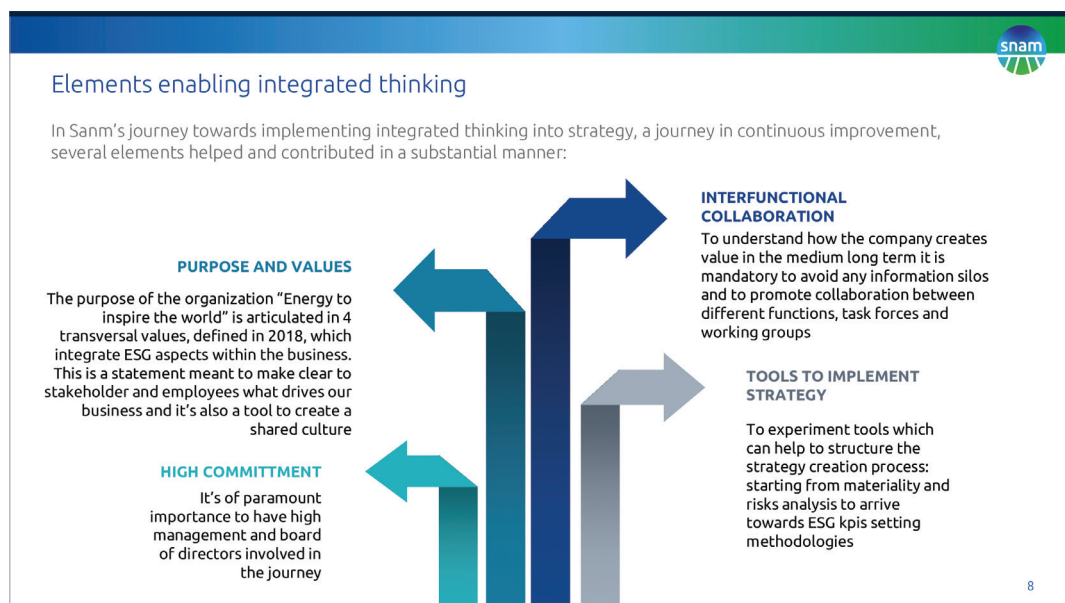 snam
Elements enabling integrated thinking
In Sanm's journey towards implementing integrated thinking into strategy, a journey in continuous improvement,
several elements helped and contributed in a substantial manner:
PURPOSE AND VALUES
The purpose of the organization “Energy to
inspire the world” is articulated in 4
transversal values, defined in 2018, which
integrate ESG aspects within the business.
This is a statement meant to make clear to
stakeholder and employees what drives our
business and it's also a tool to create a
shared culture
HIGH COMMITTMENT
It's of paramount
importance to have high
management and board
of directors involved in
the journey
INTERFUNCTIONAL
COLLABORATION
To understand how the company creates
value in the medium long term it is
mandatory to avoid any information silos
and to promote collaboration between
different functions, task forces and
working groups
TOOLS TO IMPLEMENT
STRATEGY
To experiment tools which
can help to structure the
strategy creation process:
starting from materiality and
risks analysis to arrive
towards ESG kpis setting
methodologies
8